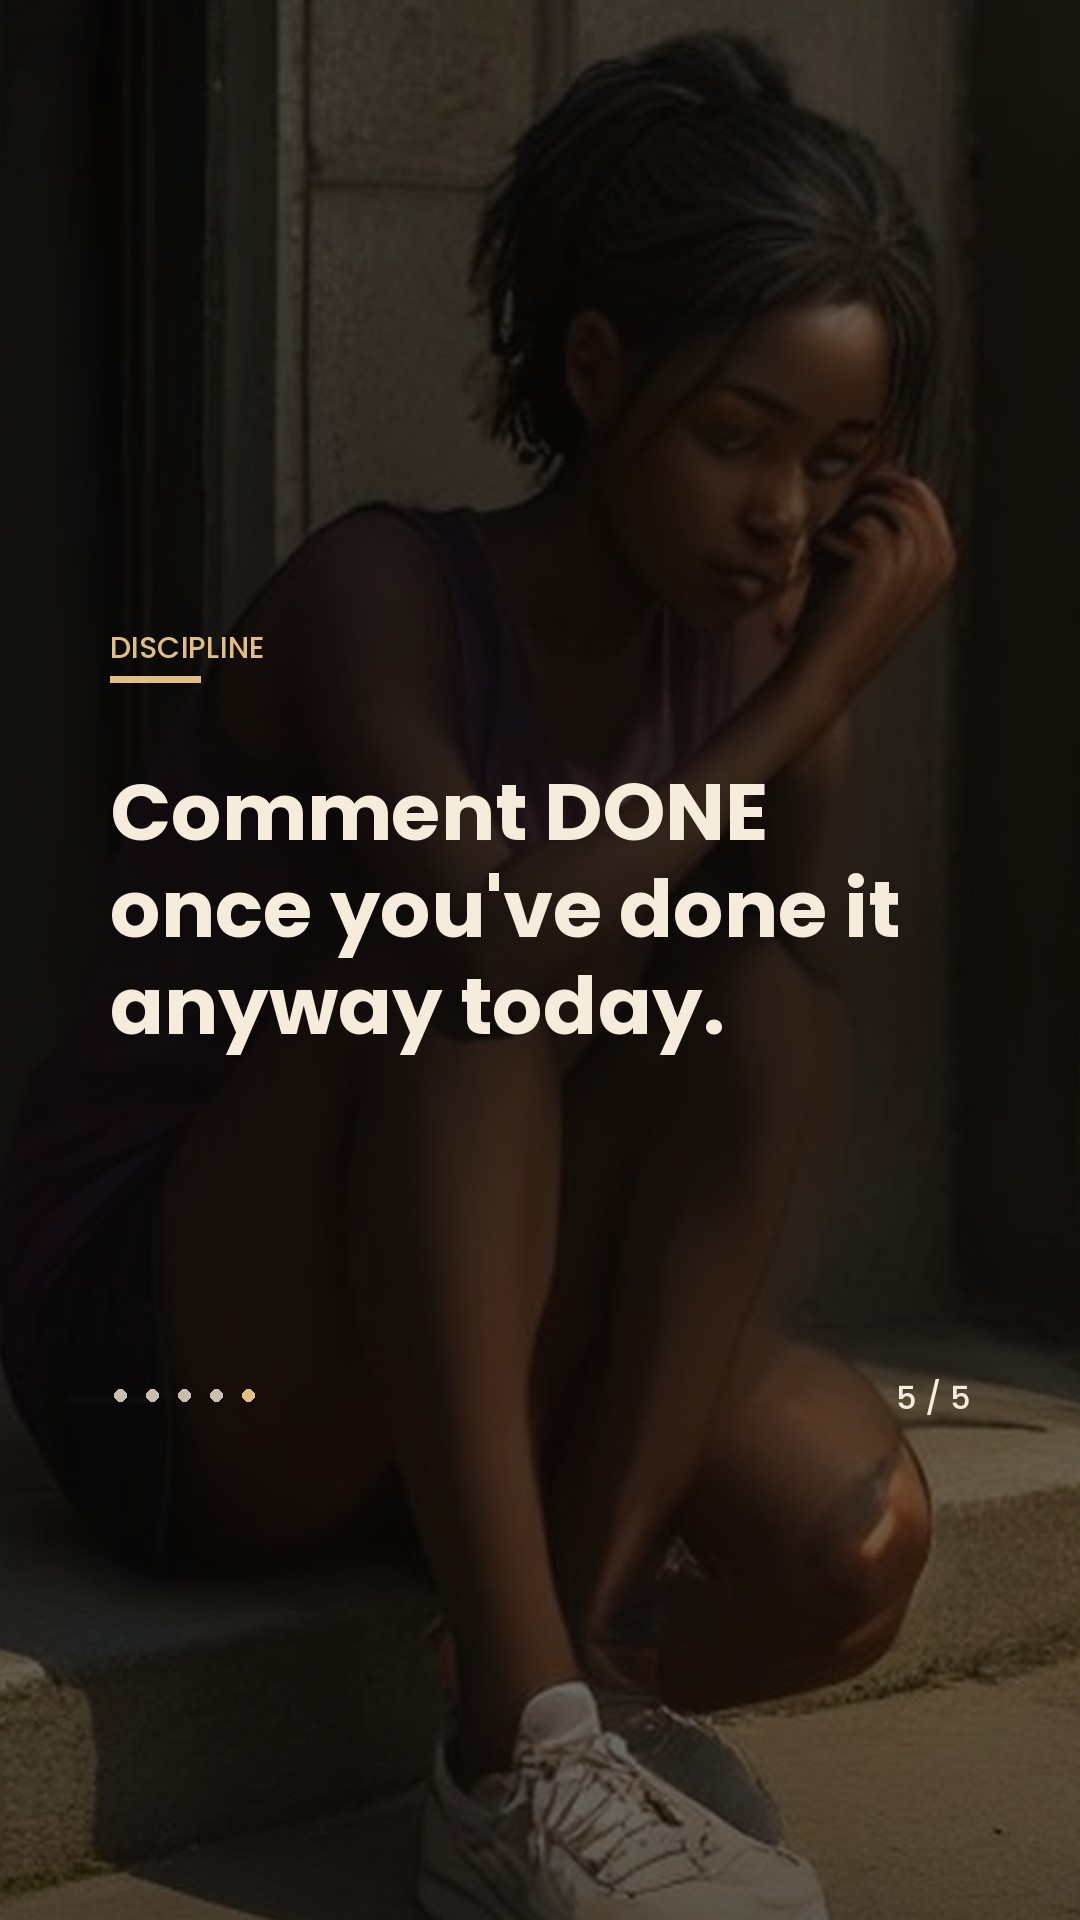 DISCIPLINE
Comment DONE
once you've done it
anyway today.
5 / 5